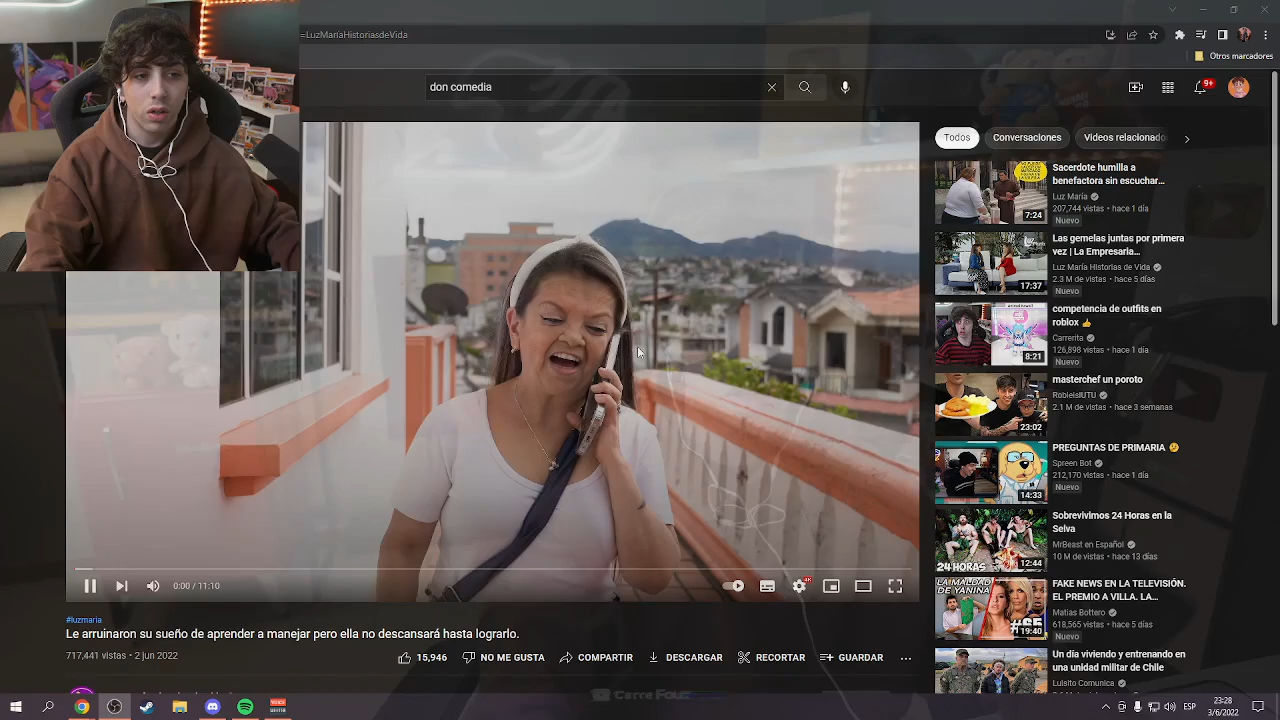 =LuzMaríaHistoriasdeVida
Otros marcadores
don comedia
9+
Todos
Conversaciones
Videos relacionado
Sacerdote humilla a
benefactora sin escuchar...
Luz María
207,744 vistas • hace 1 día
Nuevo
7:24
Las gemelas juntas por primera
vez | La Empresaria...
Luz María Historias de Vida
2.3 M de vistas • hace 5 días
Nuevo
17:37
competencia de outfits en
roblox 👍
Carrerita
126,898 vistas • hace 1 día
Nuevo
8:21
masterchef un poroto
RobleisIUTU
2.1 M de vistas • hace 3 semanas
23:02
PREGUNTAS DE PRIMARIA 🤔
Spreen Bot
212,170 vistas • hace 1 día
Nuevo
14:33
Sobrevivimos 24 Horas en la
Selva
MrBeast en Español
10 M de vistas • hace 13 días
12:44
FAKE NEWS EN LA TELEVISIÓN.
EL PREMIO A VILLA. LA...
Matías Bottero
618,565 vistas • hace 5 días
Nuevo
LA MALDAD
DE YANINA
#65
19:40
Un día viviendo y entrenando en
una unidad militar de Chile
Luisito Comunica
0:00 / 11:10
#luzmaria
Le arruinaron su sueño de aprender a manejar pero ella no descansará hasta lograrlo.
717,441 vistas • 2 jun 2022
15,946
NO ME GUSTA
COMPARTIR
DESCARGAR
RECORTAR
GUARDAR
ESP
23:28
3/6/2022